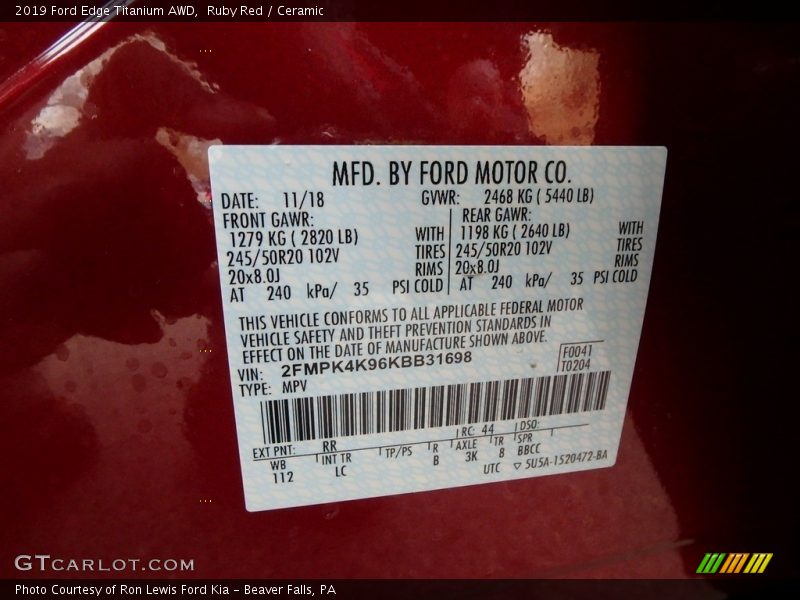 2019 Ford Edge Titanium AWD,  Ruby Red / Ceramic
MFD. BY FORD MOTOR CO.
DATE: 11/18 GVWR: 2468 KG ( 5440 LB)
FRONT GAWR: REAR GAWR:
1279 KG ( 2820 LB) WITH 1198 KG ( 2640 LB) WITH
245/50R20 102V TIRES 245/50R20 102V TIRES
20x8.0J RIMS 20x8.0J RIMS
AT 240 kPa/ 35 PSI COLD AT 240 kPa/ 35 PSI COLD
THIS VEHICLE CONFORMS TO ALL APPLICABLE FEDERAL MOTOR
VEHICLE SAFETY AND THEFT PREVENTION STANDARDS IN
EFFECT ON THE DATE OF MANUFACTURE SHOWN ABOVE.
VIN: 2FMPK4K96KBB31698 F0041
TYPE: MPV T0204
EXT PNT: RR RC: 44 DSO:
WB INT TR TP/PS R AXLE TR SPR
112 LC B 3K 8 BBCC
UTC ▽ 5U5A-1520472-BA
GTCARLOT.COM
Photo Courtesy of Ron Lewis Ford Kia - Beaver Falls, PA